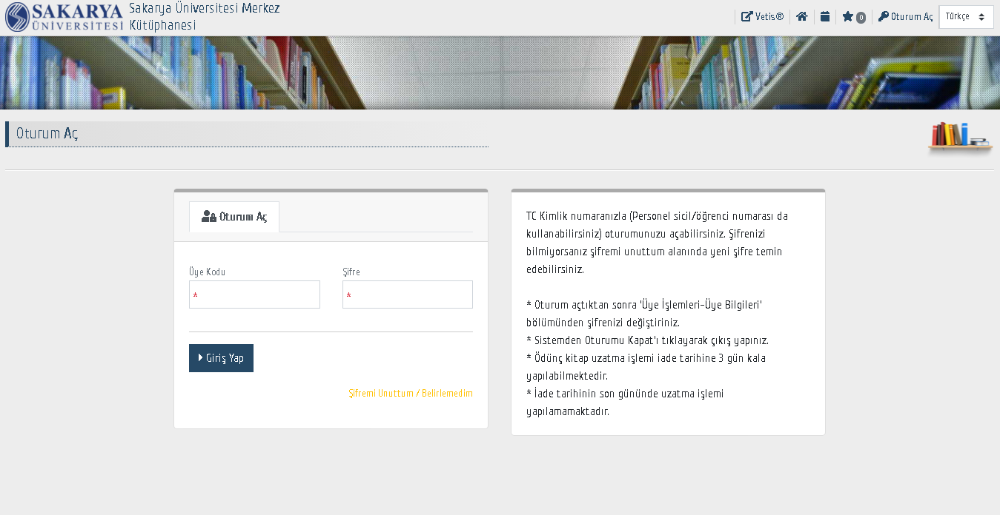 SAKARYA
ÜNİVERSİTESİ
Sakarya Üniversitesi Merkez
Kütüphanesi
Vetis®
0
Oturum Aç
Türkçe
Oturum Aç
Oturum Aç
Üye Kodu
Şifre
*
*
Giriş Yap
Şifremi Unuttum / Belirlemedim
TC Kimlik numaranızla (Personel sicil/öğrenci numarası da
kullanabilirsiniz) oturumunuzu açabilirsiniz. Şifrenizi
bilmiyorsanız şifremi unuttum alanında yeni şifre temin
edebilirsiniz.
* Oturum açtıktan sonra 'Üye İşlemleri-Üye Bilgileri'
bölümünden şifrenizi değiştiriniz.
* Sistemden Oturumu Kapat'ı tıklayarak çıkış yapınız.
* Ödünç kitap uzatma işlemi iade tarihine 3 gün kala
yapılabilmektedir.
* İade tarihinin son gününde uzatma işlemi
yapılamamaktadır.